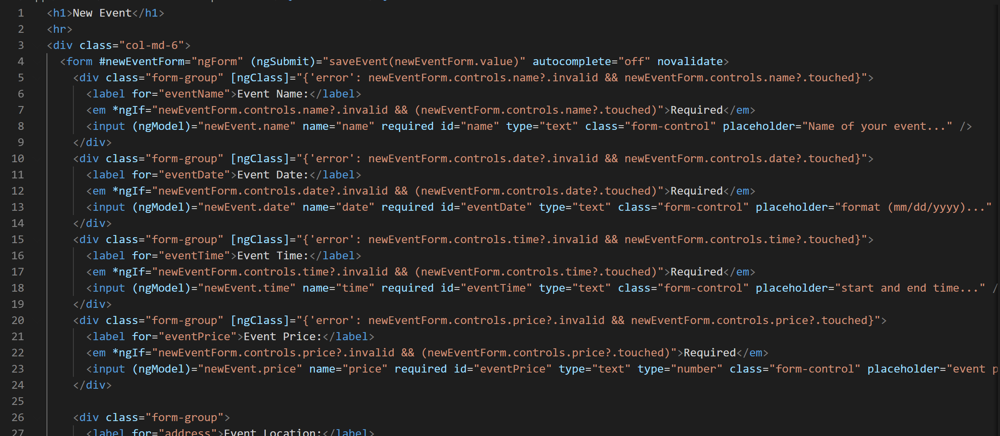 1 <h1>New Event</h1>
2 <hr>
3 <div class="col-md-6">
4 <form #newEventForm="ngForm" (ngSubmit)="saveEvent(newEventForm.value)" autocomplete="off" novalidate>
5 <div class="form-group" [ngClass]="{'error': newEventForm.controls.name?.invalid && newEventForm.controls.name?.touched}">
6 <label for="eventName">Event Name:</label>
7 <em *ngIf="newEventForm.controls.name?.invalid && (newEventForm.controls.name?.touched)">Required</em>
8 <input (ngModel)="newEvent.name" name="name" required id="name" type="text" class="form-control" placeholder="Name of your event..." />
9 </div>
10 <div class="form-group" [ngClass]="{'error': newEventForm.controls.date?.invalid && newEventForm.controls.date?.touched}">
11 <label for="eventDate">Event Date:</label>
12 <em *ngIf="newEventForm.controls.date?.invalid && (newEventForm.controls.date?.touched)">Required</em>
13 <input (ngModel)="newEvent.date" name="date" required id="eventDate" type="text" class="form-control" placeholder="format (mm/dd/yyyy)..."
14 </div>
15 <div class="form-group" [ngClass]="{'error': newEventForm.controls.time?.invalid && newEventForm.controls.time?.touched}">
16 <label for="eventTime">Event Time:</label>
17 <em *ngIf="newEventForm.controls.time?.invalid && (newEventForm.controls.time?.touched)">Required</em>
18 <input (ngModel)="newEvent.time" name="time" required id="eventTime" type="text" class="form-control" placeholder="start and end time..." /
19 </div>
20 <div class="form-group" [ngClass]="{'error': newEventForm.controls.price?.invalid && newEventForm.controls.price?.touched}">
21 <label for="eventPrice">Event Price:</label>
22 <em *ngIf="newEventForm.controls.price?.invalid && (newEventForm.controls.price?.touched)">Required</em>
23 <input (ngModel)="newEvent.price" name="price" required id="eventPrice" type="text" type="number" class="form-control" placeholder="event p
24 </div>
25
26 <div class="form-group">
27 <label for="address">Event Location:</label>